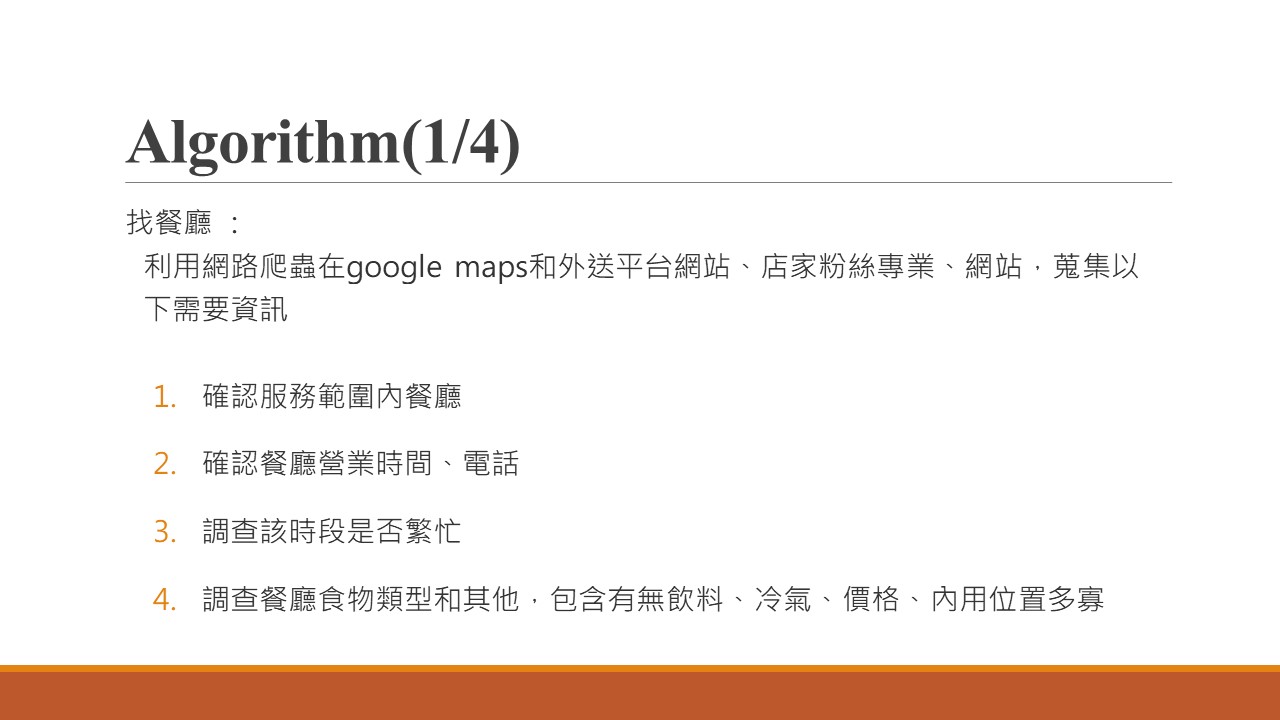 Algorithm(1/4)
找餐廳 :
利用網路爬蟲在google maps和外送平台網站、店家粉絲專業、網站，蒐集以
下需要資訊
1. 確認服務範圍內餐廳
2. 確認餐廳營業時間、電話
3. 調查該時段是否繁忙
4. 調查餐廳食物類型和其他，包含有無飲料、冷氣、價格、內用位置多寡